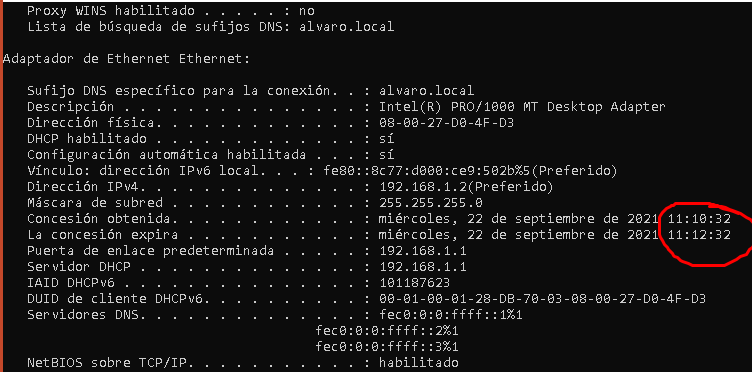 Proxy WINS habilitado . . . . . : no
Lista de búsqueda de sufijos DNS: alvaro.local
Adaptador de Ethernet Ethernet:
Sufijo DNS específico para la conexión. . : alvaro.local
Descripción . . . . . . . . . . . . . . . : Intel(R) PRO/1000 MT Desktop Adapter
Dirección física. . . . . . . . . . . . . : 08-00-27-D0-4F-D3
DHCP habilitado . . . . . . . . . . . . . : sí
Configuración automática habilitada . . . : sí
Vínculo: dirección IPv6 local. . . : fe80::8c77:d000:ce9:502b%5(Preferido)
Dirección IPv4. . . . . . . . . . . . . . : 192.168.1.2(Preferido)
Máscara de subred . . . . . . . . . . . . : 255.255.255.0
Concesión obtenida. . . . . . . . . . . . : miércoles, 22 de septiembre de 2021 11:10:32
La concesión expira . . . . . . . . . . . : miércoles, 22 de septiembre de 2021 11:12:32
Puerta de enlace predeterminada . . . . . : 192.168.1.1
Servidor DHCP . . . . . . . . . . . . . . : 192.168.1.1
IAID DHCPv6 . . . . . . . . . . . . . . . : 101187623
DUID de cliente DHCPv6. . . . . . . . . . : 00-01-00-01-28-DB-70-03-08-00-27-D0-4F-D3
Servidores DNS. . . . . . . . . . . . . . : fec0:0:0:ffff::1%1
fec0:0:0:ffff::2%1
fec0:0:0:ffff::3%1
NetBIOS sobre TCP/IP. . . . . . . . . . . : habilitado